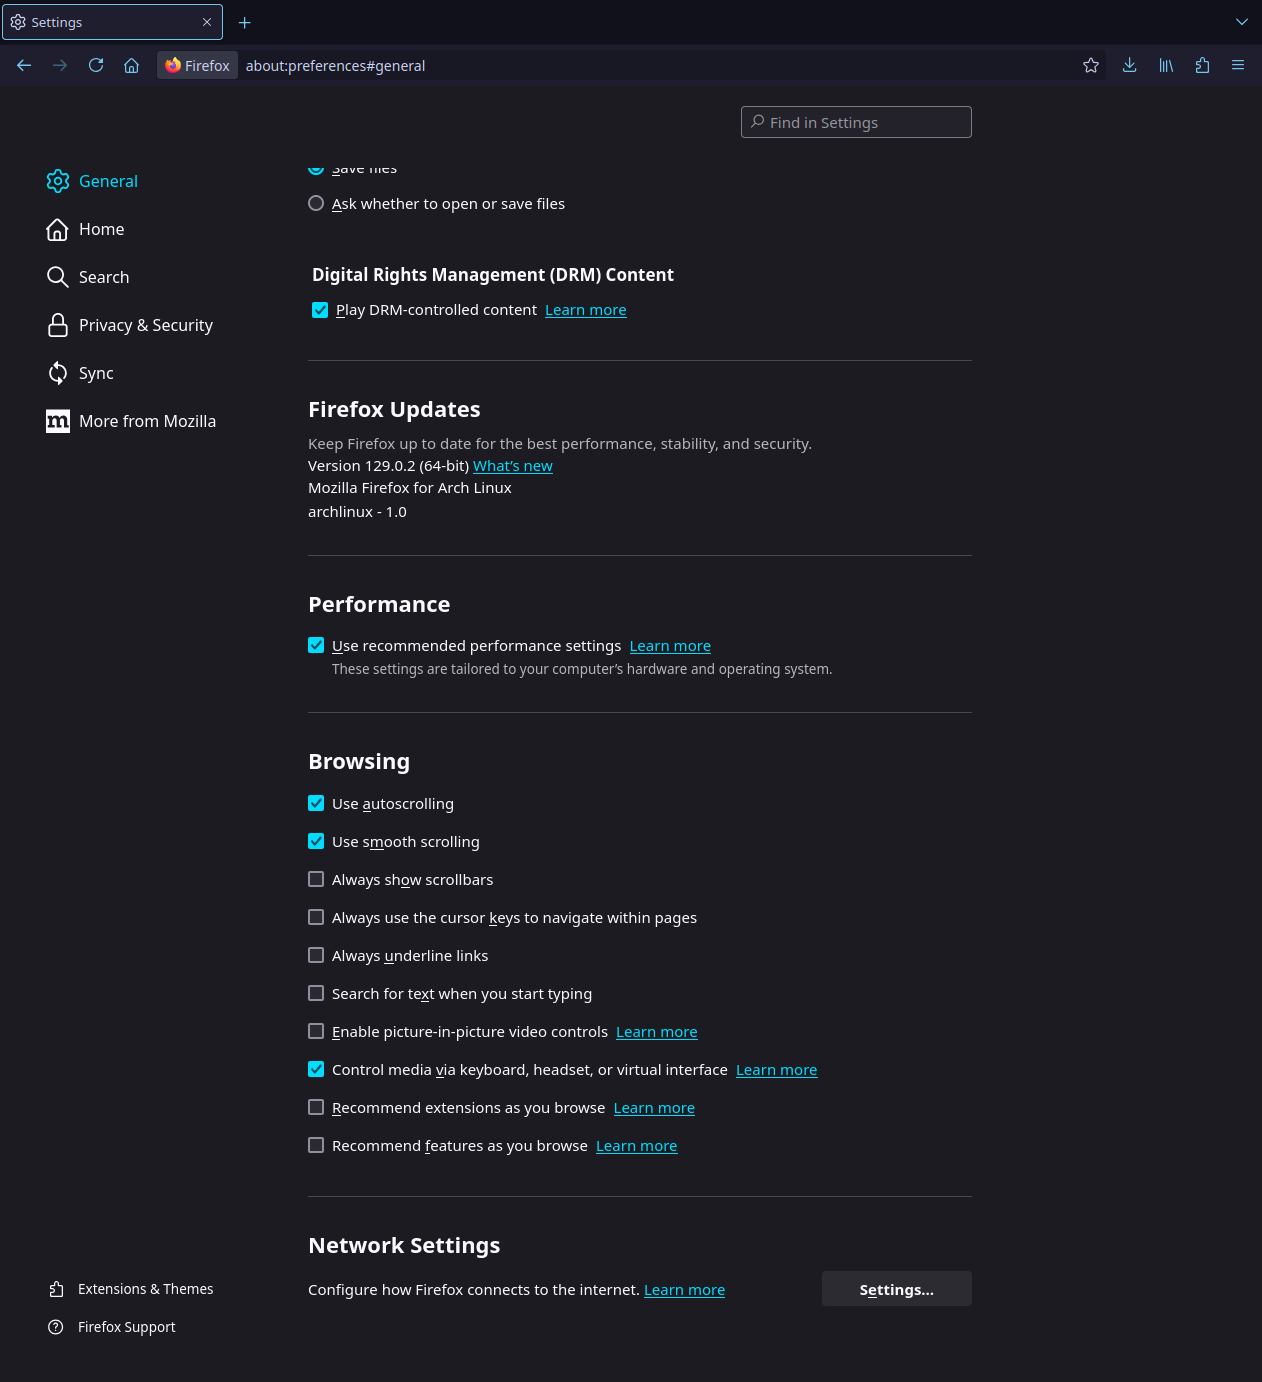 Settings
Firefox about:preferences#general
Find in Settings
General
Home
Search
Privacy & Security
Sync
More from Mozilla
Extensions & Themes
Firefox Support
Save files
Ask whether to open or save files
Digital Rights Management (DRM) Content
Play DRM-controlled content Learn more
Firefox Updates
Keep Firefox up to date for the best performance, stability, and security.
Version 129.0.2 (64-bit) What’s new
Mozilla Firefox for Arch Linux
archlinux - 1.0
Performance
Use recommended performance settings Learn more
These settings are tailored to your computer’s hardware and operating system.
Browsing
Use autoscrolling
Use smooth scrolling
Always show scrollbars
Always use the cursor keys to navigate within pages
Always underline links
Search for text when you start typing
Enable picture-in-picture video controls Learn more
Control media via keyboard, headset, or virtual interface Learn more
Recommend extensions as you browse Learn more
Recommend features as you browse Learn more
Network Settings
Configure how Firefox connects to the internet. Learn more
Settings...